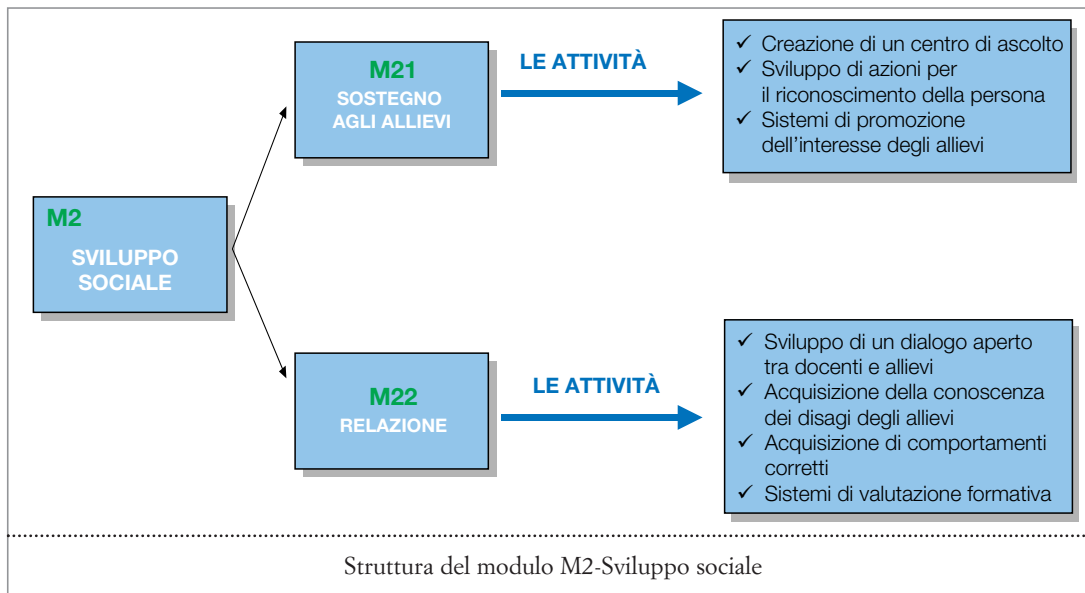 M2
SVILUPPO
SOCIALE
M21
SOSTEGNO
AGLI ALLIEVI
LE ATTIVITÀ
✓ Creazione di un centro di ascolto
✓ Sviluppo di azioni per
il riconoscimento della persona
✓ Sistemi di promozione
dell'interesse degli allievi
M22
RELAZIONE
LE ATTIVITÀ
✓ Sviluppo di un dialogo aperto
tra docenti e allievi
✓ Acquisizione della conoscenza
dei disagi degli allievi
✓ Acquisizione di comportamenti
corretti
✓ Sistemi di valutazione formativa
Struttura del modulo M2-Sviluppo sociale